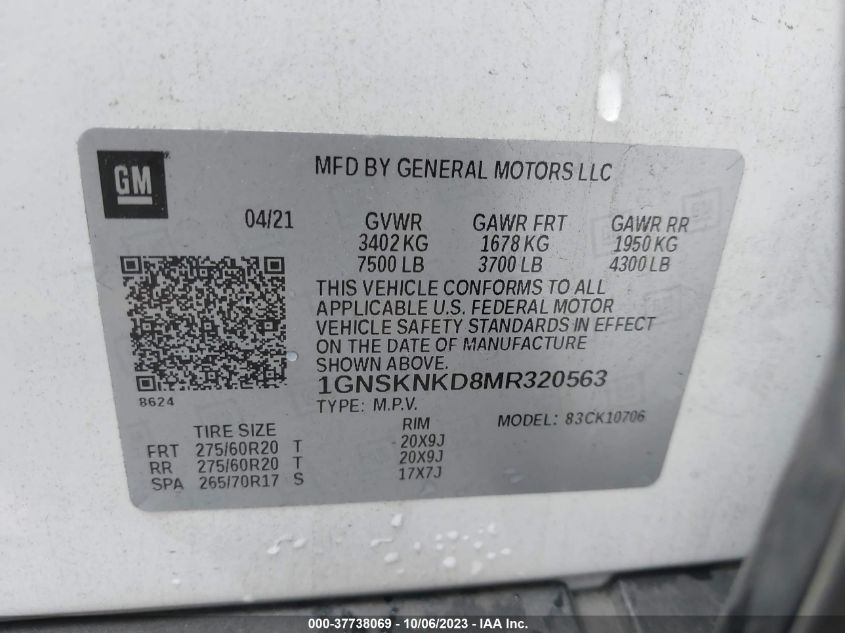 GM
MFD BY GENERAL MOTORS LLC
04/21 GVWR GAWR FRT GAWR RR
3402 KG 1678 KG 1950 KG
7500 LB 3700 LB 4300 LB
THIS VEHICLE CONFORMS TO ALL
APPLICABLE U.S. FEDERAL MOTOR
VEHICLE SAFETY STANDARDS IN EFFECT
ON THE DATE OF MANUFACTURE
SHOWN ABOVE.
1GNSKNKD8MR320563
8624
TYPE: M.P.V. MODEL: 83CK10706
TIRE SIZE RIM
FRT 275/60R20 T 20X9J
RR 275/60R20 T 20X9J
SPA 265/70R17 S 17X7J
000-37738069 - 10/06/2023 - IAA Inc.